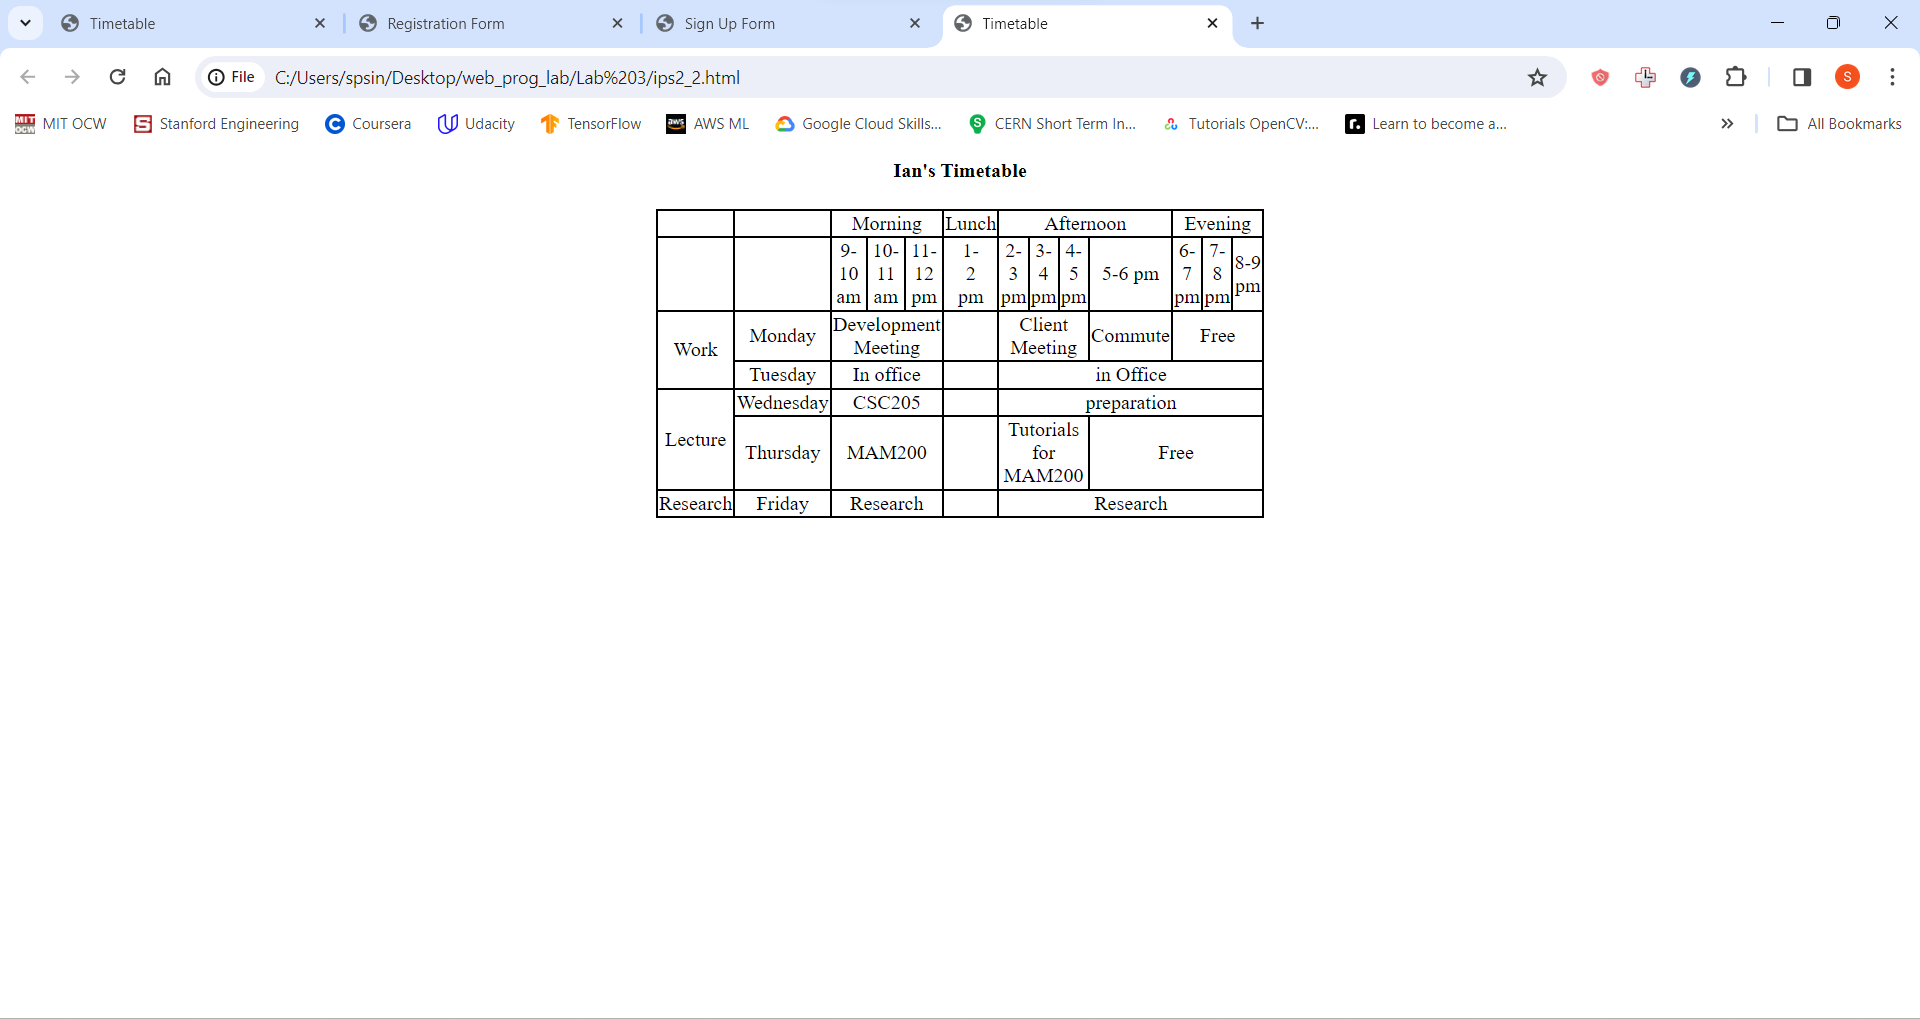 Timetable
Registration Form
Sign Up Form
Timetable
File
C:/Users/spsin/Desktop/web_prog_lab/Lab%203/ips2_2.html
S
MIT OCW
Stanford Engineering
Coursera
Udacity
TensorFlow
aws
AWS ML
Google Cloud Skills...
CERN Short Term In...
Tutorials OpenCV:...
r.
Learn to become a...
All Bookmarks
Ian's Timetable
Morning
Lunch
Afternoon
Evening
9-
10
am
10-
11
am
11-
12
pm
1-
2
pm
2-
3
pm
3-
4
pm
4-
5
pm
5-6 pm
6-
7
pm
7-
8
pm
8-9
pm
Work
Monday
Development
Meeting
Client
Meeting
Commute
Free
Tuesday
In office
in Office
Lecture
Wednesday
CSC205
preparation
Thursday
MAM200
Tutorials
for
MAM200
Free
Research
Friday
Research
Research